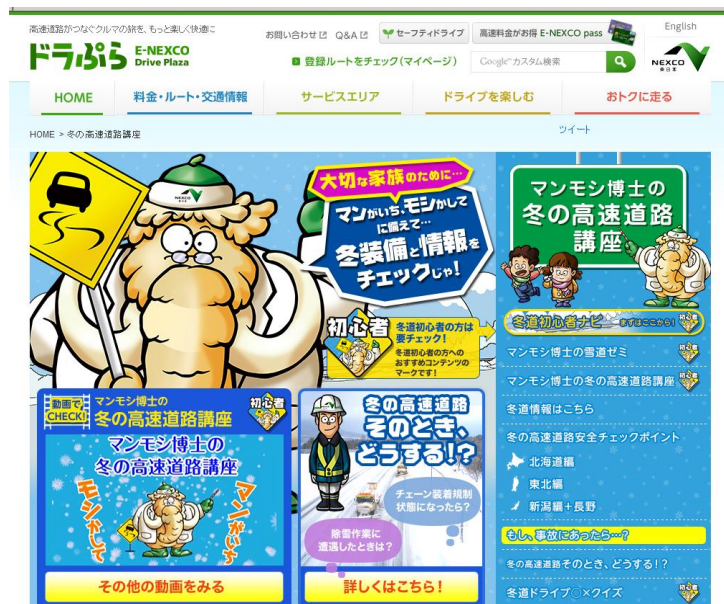 高速道路がつなぐクルマの旅を、もっと楽しく快適に
お問い合わせ
Q&A
セーフティドライブ
高速料金がお得 E-NEXCO pass
English
ドラぷら E-NEXCO
Drive Plaza
登録ルートをチェック(マイページ)
Google カスタム検索
NEXCO
東日本
HOME
料金・ルート・交通情報
サービスエリア
ドライブを楽しむ
おトクに走る
HOME > 冬の高速道路講座
ツイート
NEXCO
大切な家族のために…
マンがいち、モシかして
に備えて…
冬装備と情報を
チェックじゃ!
初心者
冬道初心者の方は
要チェック!
冬道初心者の方への
おすすめコンテンツの
マークです!
動画で
CHECK!
マンモシ博士の
冬の高速道路講座
初心者
マンモシ博士の
冬の高速道路講座
モシかして
マンがいち
その他の動画をみる
冬の高速道路
そのとき、
どうする!?
チェーン装着規制
状態になったら?
除雪作業に
遭遇したときは?
詳しくはこちら!
マンモシ博士の
冬の高速道路
講座
冬道初心者ナビ まずはここから!
マンモシ博士の雪道ゼミ
マンモシ博士の冬の高速道路講座
冬道情報はこちら
冬の高速道路安全チェックポイント
北海道編
東北編
新潟編+長野
もし、事故にあったら…?
冬の高速道路そのとき、どうする!?
冬道ドライブ○×クイズ